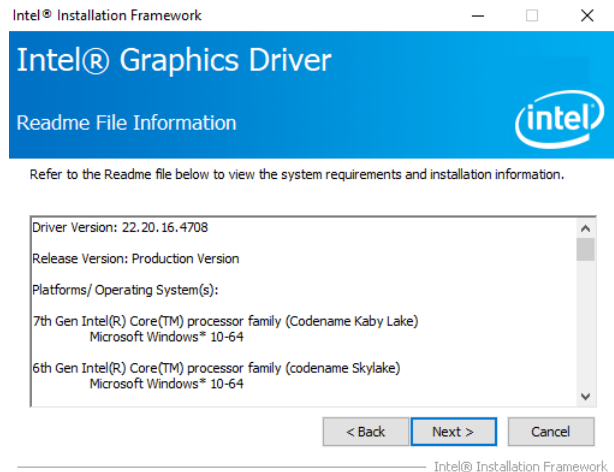 Intel® Installation Framework
Intel® Graphics Driver
Readme File Information
intel
Refer to the Readme file below to view the system requirements and installation information.
Driver Version: 22.20.16.4708
Release Version: Production Version
Platforms/ Operating System(s):
7th Gen Intel(R) Core(TM) processor family (Codename Kaby Lake)
Microsoft Windows* 10-64
6th Gen Intel(R) Core(TM) processor family (codename Skylake)
Microsoft Windows* 10-64
< Back Next > Cancel
Intel® Installation Framework